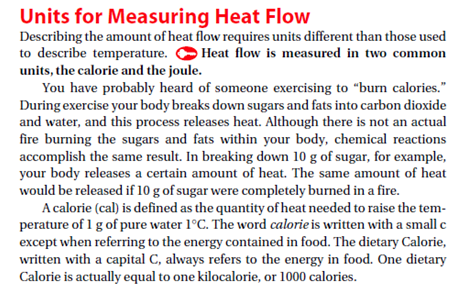 Units for Measuring Heat Flow
Describing the amount of heat flow requires units different than those used
to describe temperature. Heat flow is measured in two common
units, the calorie and the joule.
You have probably heard of someone exercising to “burn calories.”
During exercise your body breaks down sugars and fats into carbon dioxide
and water, and this process releases heat. Although there is not an actual
fire burning the sugars and fats within your body, chemical reactions
accomplish the same result. In breaking down 10 g of sugar, for example,
your body releases a certain amount of heat. The same amount of heat
would be released if 10 g of sugar were completely burned in a fire.
A calorie (cal) is defined as the quantity of heat needed to raise the tem-
perature of 1 g of pure water 1°C. The word calorie is written with a small c
except when referring to the energy contained in food. The dietary Calorie,
written with a capital C, always refers to the energy in food. One dietary
Calorie is actually equal to one kilocalorie, or 1000 calories.